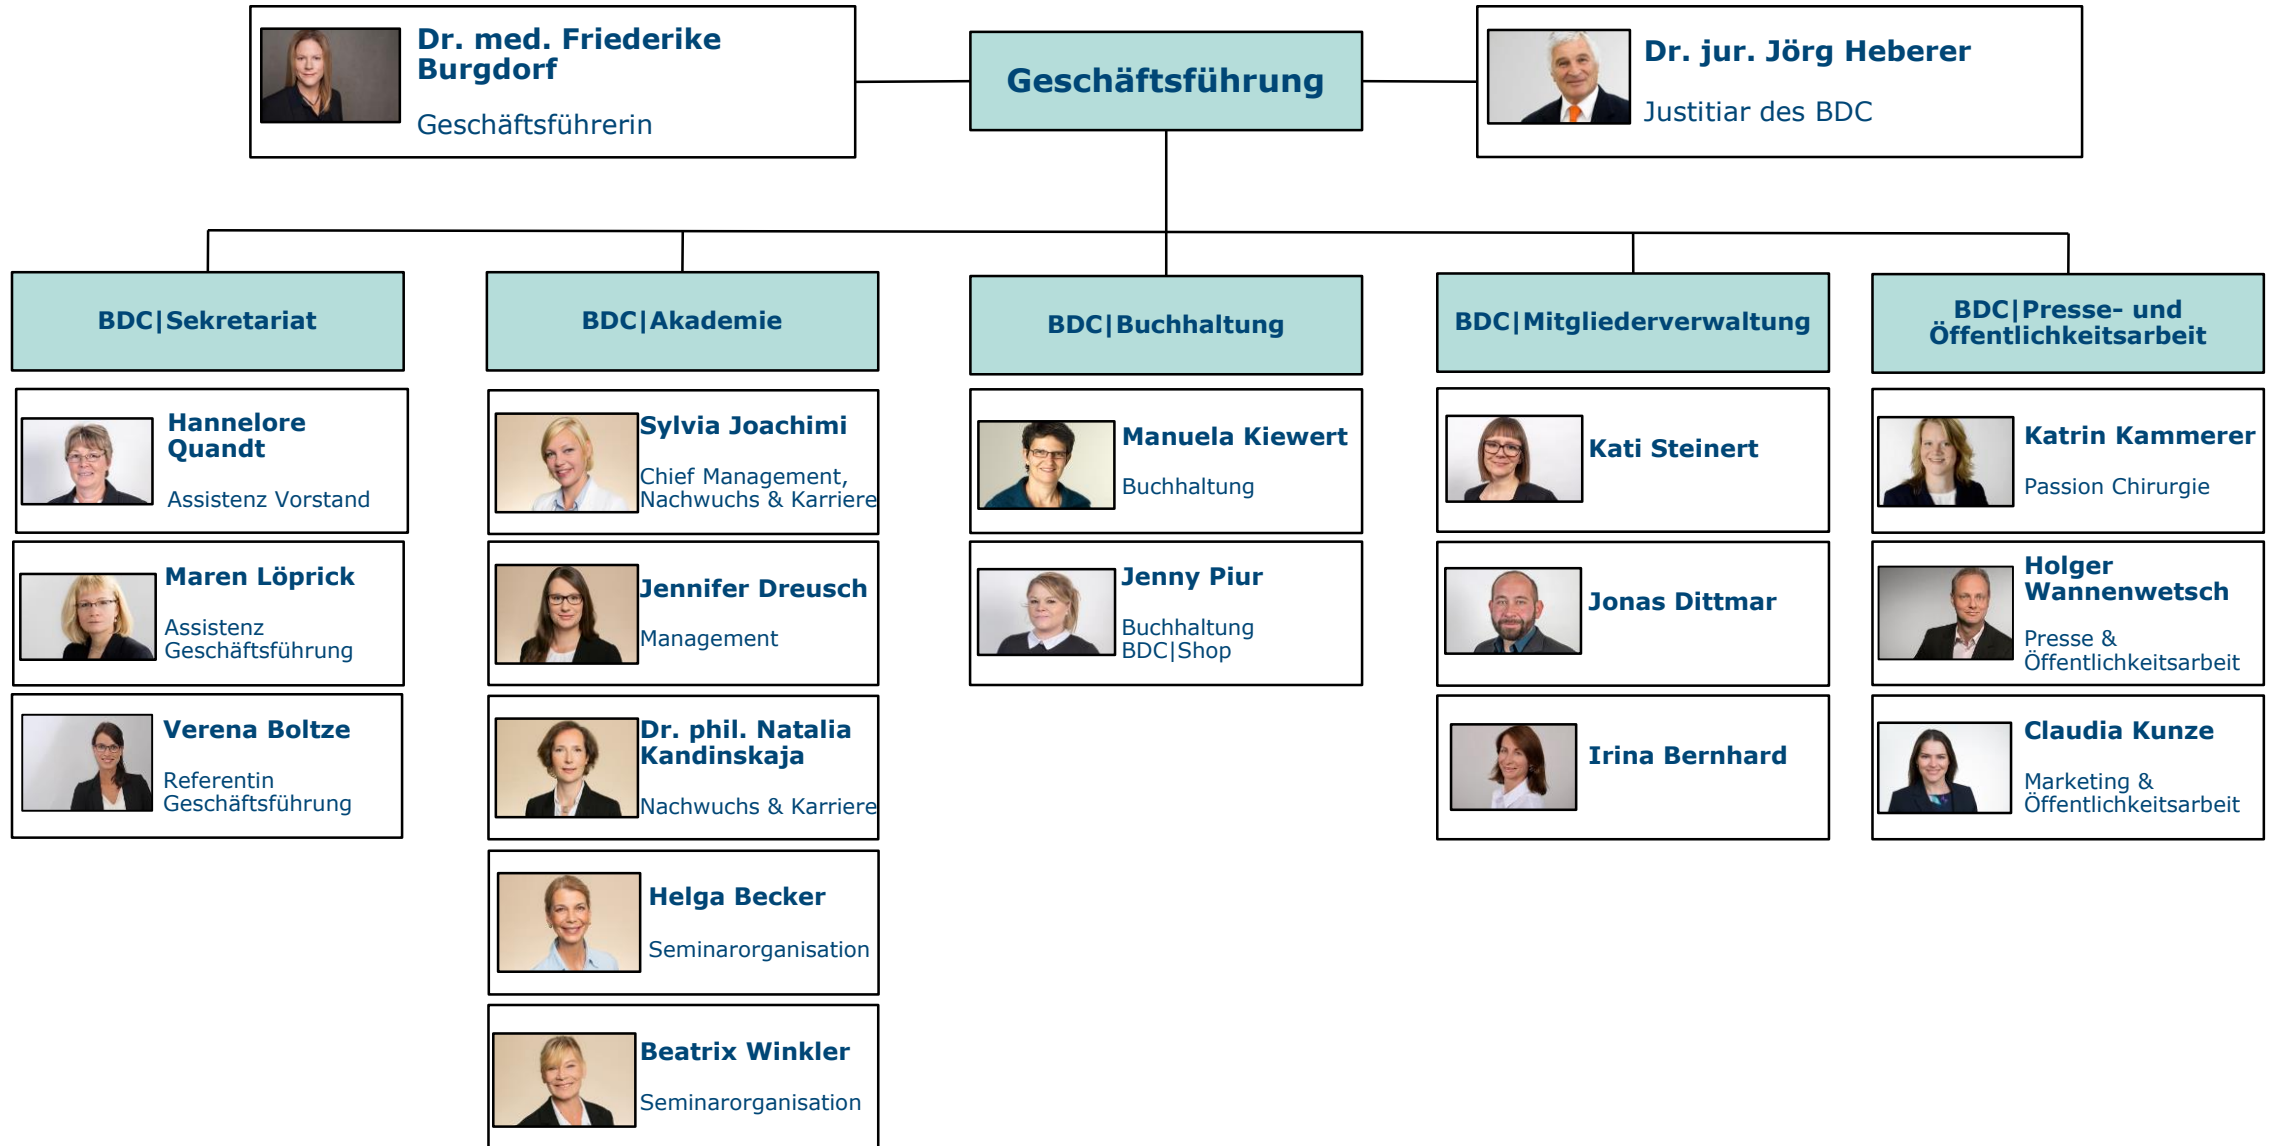 Dr. med. Friederike
Burgdorf
Geschäftsführerin
Geschäftsführung
Dr. jur. Jörg Heberer
Justitiar des BDC
BDC|Sekretariat
Hannelore
Quandt
Assistenz Vorstand
Maren Löprick
Assistenz
Geschäftsführung
Verena Boltze
Referentin
Geschäftsführung
BDC|Akademie
Sylvia Joachimi
Chief Management,
Nachwuchs & Karriere
Jennifer Dreusch
Management
Dr. phil. Natalia
Kandinskaja
Nachwuchs & Karriere
Helga Becker
Seminarorganisation
Beatrix Winkler
Seminarorganisation
BDC|Buchhaltung
Manuela Kiewert
Buchhaltung
Jenny Piur
Buchhaltung
BDC|Shop
BDC|Mitgliederverwaltung
Kati Steinert
Jonas Dittmar
Irina Bernhard
BDC|Presse- und
Öffentlichkeitsarbeit
Katrin Kammerer
Passion Chirurgie
Holger
Wannenwetsch
Presse &
Öffentlichkeitsarbeit
Claudia Kunze
Marketing &
Öffentlichkeitsarbeit